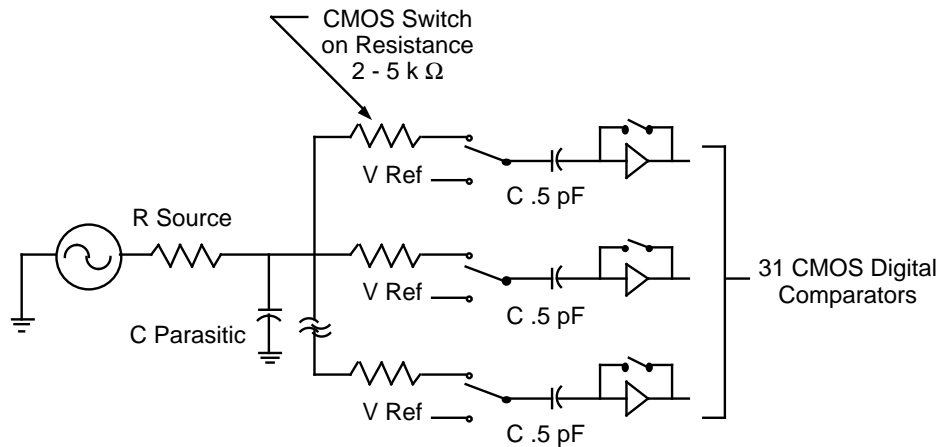 CMOS Switch
on Resistance
2 - 5 k Ω
V Ref
C .5 pF
R Source
V Ref
C .5 pF
31 CMOS Digital
Comparators
C Parasitic
V Ref
C .5 pF